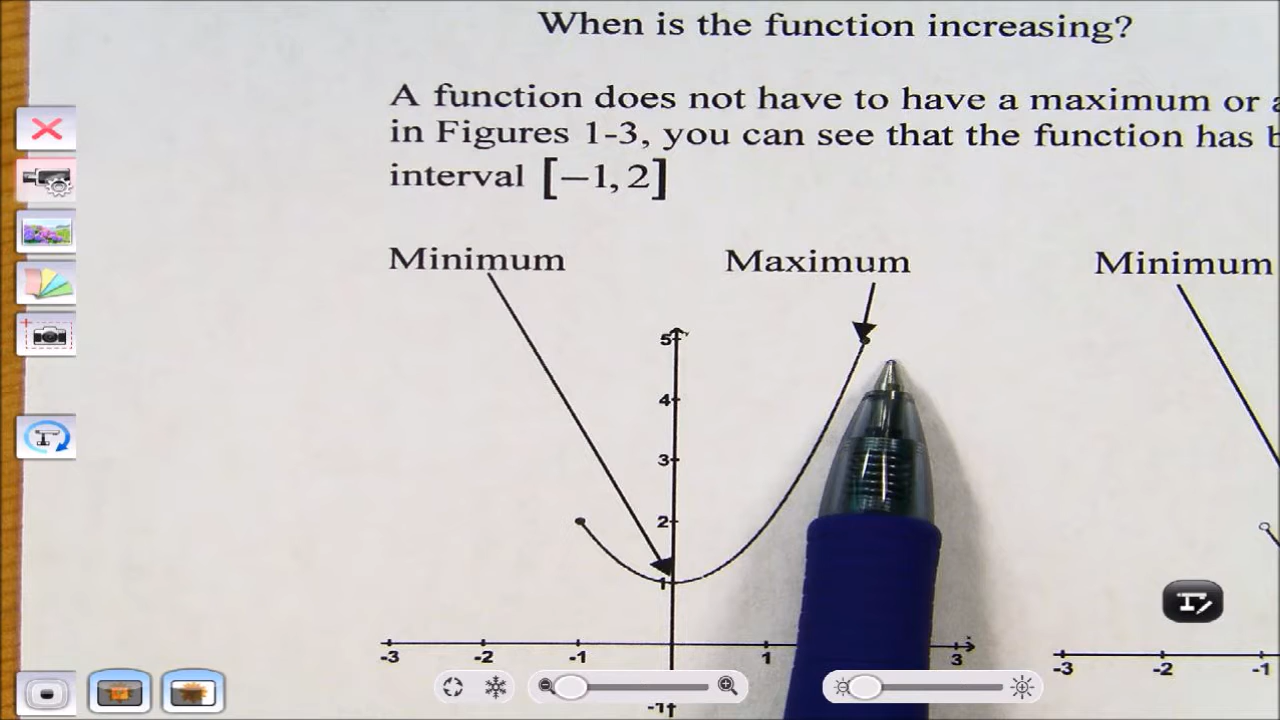 When is the function increasing?
A function does not have to have a maximum or a
in Figures 1-3, you can see that the function has b
interval [−1, 2]
Minimum Maximum Minimum
5
4
3
2
1
-3 -2 -1 1 3 -3 -2 -1
-1